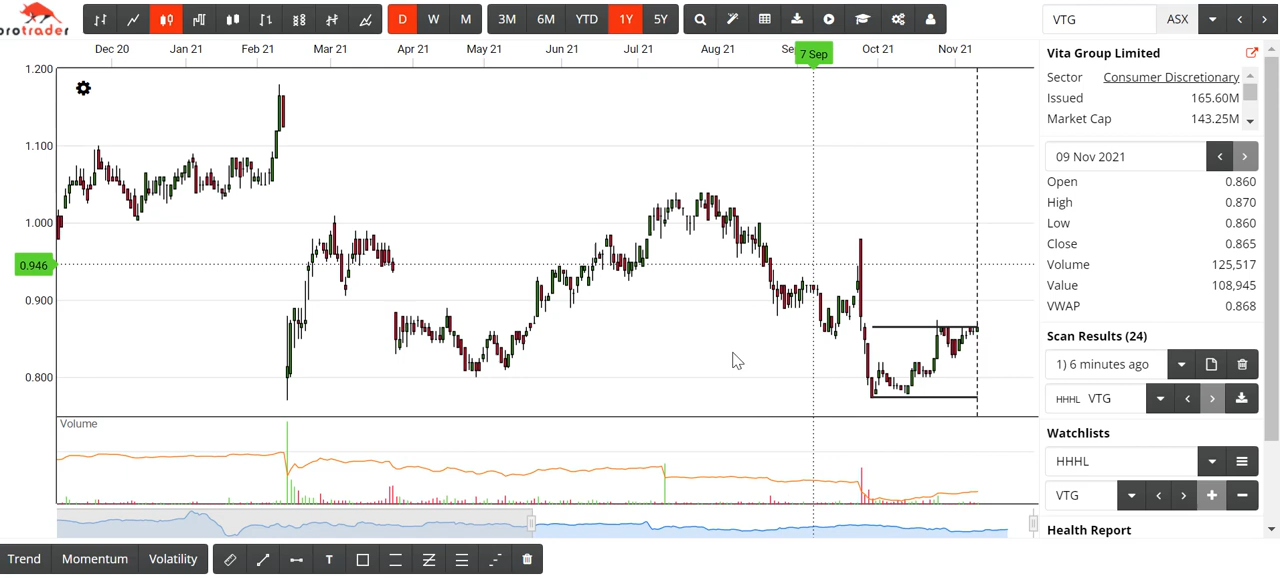 protrader
D W M 3M 6M YTD 1Y 5Y
VTG ASX
Dec 20 Jan 21 Feb 21 Mar 21 Apr 21 May 21 Jun 21 Jul 21 Aug 21 Se 7 Sep Oct 21 Nov 21
1.200
1.100
1.000
0.946
0.900
0.800
Volume
Vita Group Limited
Sector Consumer Discretionary
Issued 165.60M
Market Cap 143.25M
09 Nov 2021
Open 0.860
High 0.870
Low 0.860
Close 0.865
Volume 125,517
Value 108,945
VWAP 0.868
Scan Results (24)
1) 6 minutes ago
HHHL VTG
Watchlists
HHHL
VTG
Health Report
Trend Momentum Volatility T